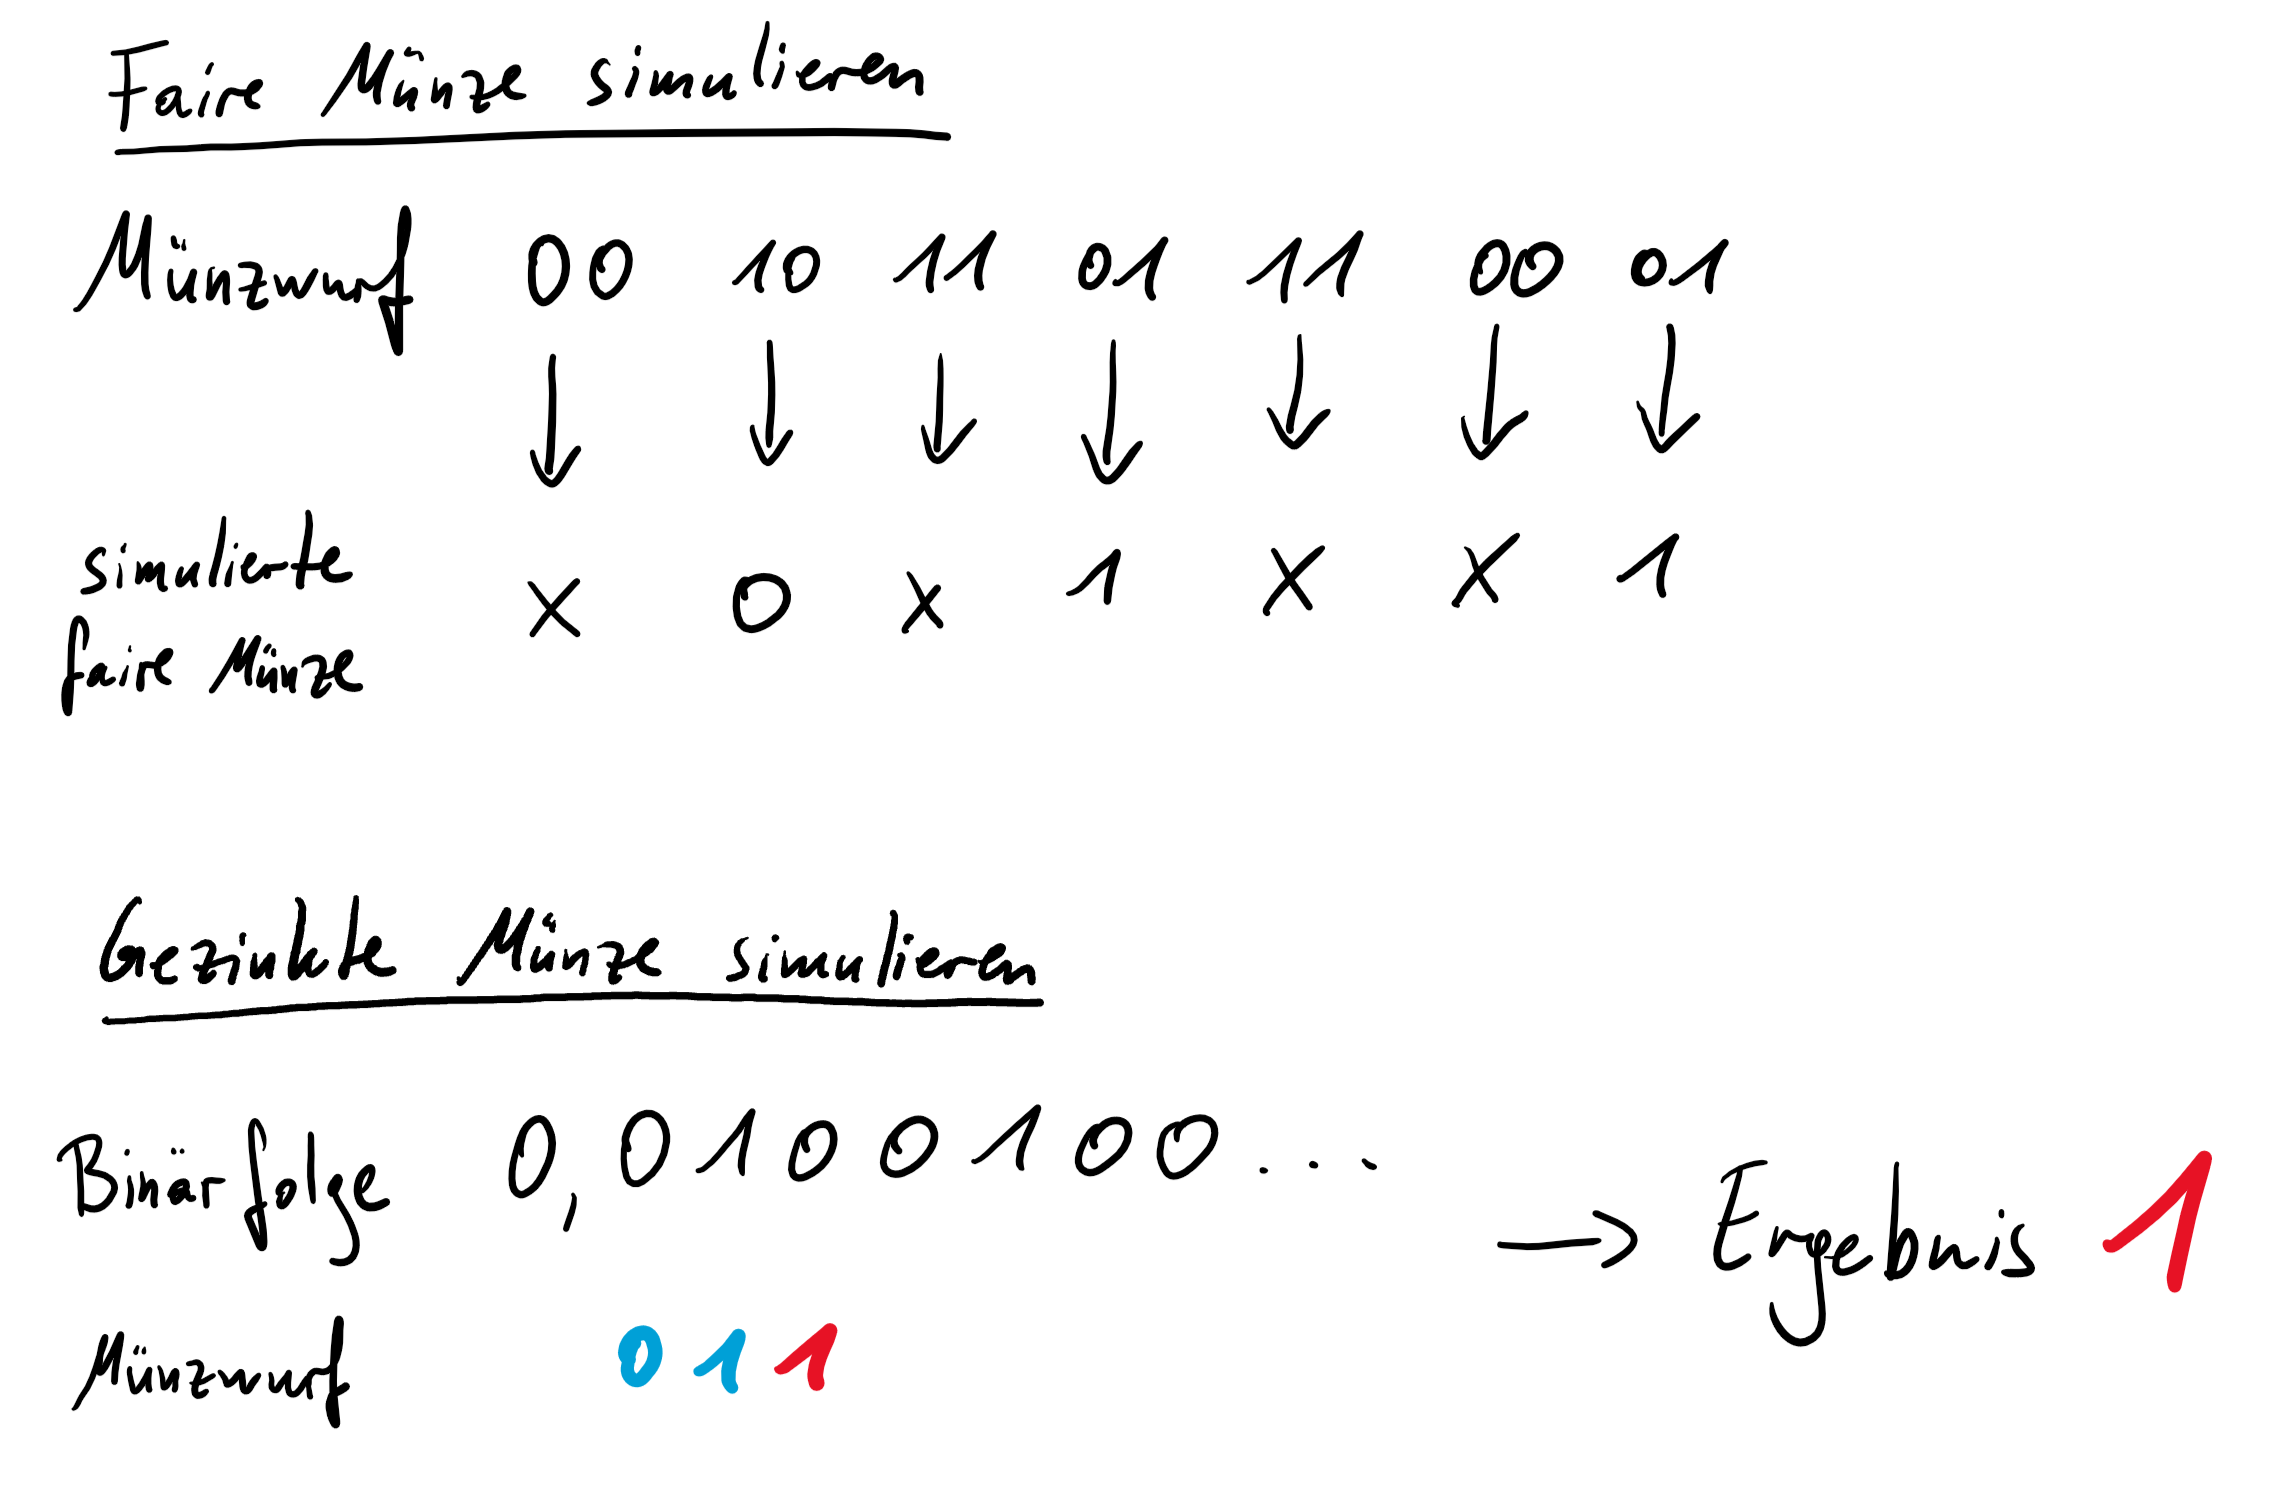 Faire Münze simulieren
Münzwurf 00 10 11 01 11 00 01
simulierte
faire Münze
x 0 x 1 x x 1
Gezinkte Münze simulieren
Binärfolge 0,0100100...
→ Ergebnis 1
Münzwurf 011